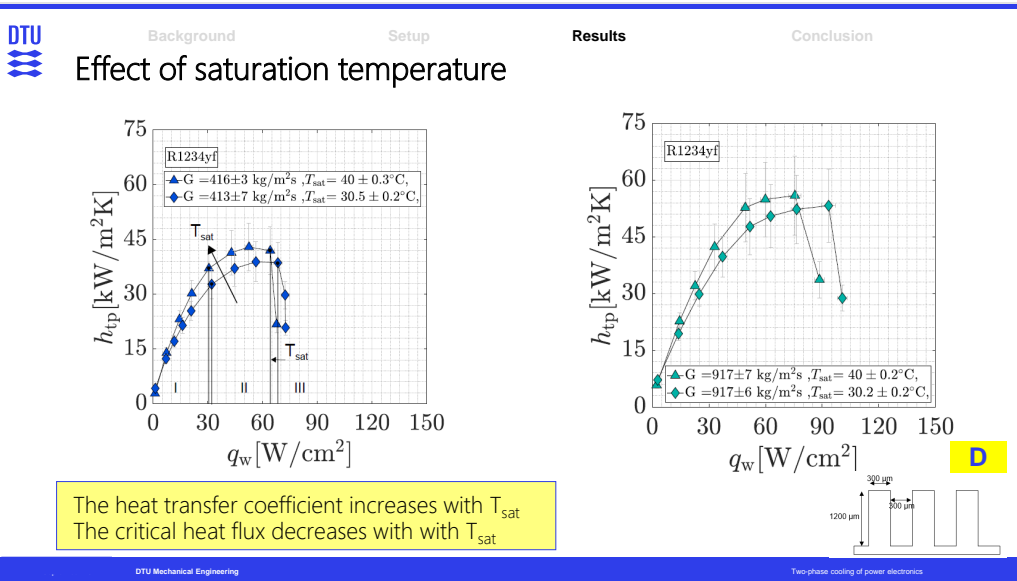 DTU
Background Setup Results Conclusion
Effect of saturation temperature
75
60
45
30
15
0
0 30 60 90 120 150
h_tp[kW/m²K]
q_w[W/cm²]
R1234yf
G =416±3 kg/m²s ,T_sat= 40 ± 0.3°C,
G =413±7 kg/m²s ,T_sat= 30.5 ± 0.2°C,
T_sat
T_sat
I II III
75
60
45
30
15
0
0 30 60 90 120 150
h_tp[kW/m²K]
q_w[W/cm²]
R1234yf
G =917±7 kg/m²s ,T_sat= 40 ± 0.2°C,
G =917±6 kg/m²s ,T_sat= 30.2 ± 0.2°C,
D
300 µm
300 µm
1200 µm
The heat transfer coefficient increases with T_sat
The critical heat flux decreases with with T_sat
DTU Mechanical Engineering
Two-phase cooling of power electronics